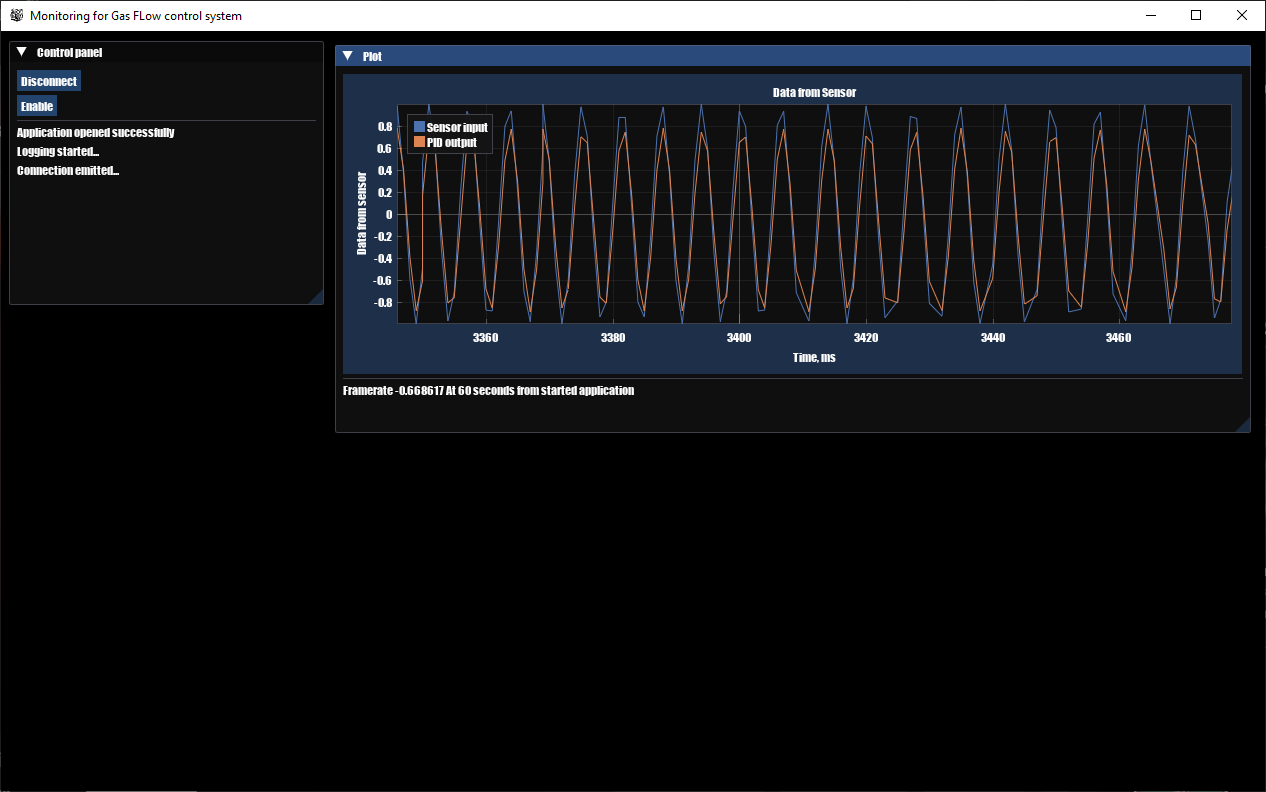 Monitoring for Gas FLow control system
Control panel
Disconnect
Enable
Application opened successfully
Logging started...
Connection emitted...
Plot
Data from Sensor
Sensor input
PID output
Data from sensor
0.8
0.6
0.4
0.2
0
-0.2
-0.4
-0.6
-0.8
3360 3380 3400 3420 3440 3460
Time, ms
Framerate -0.668617 At 60 seconds from started application